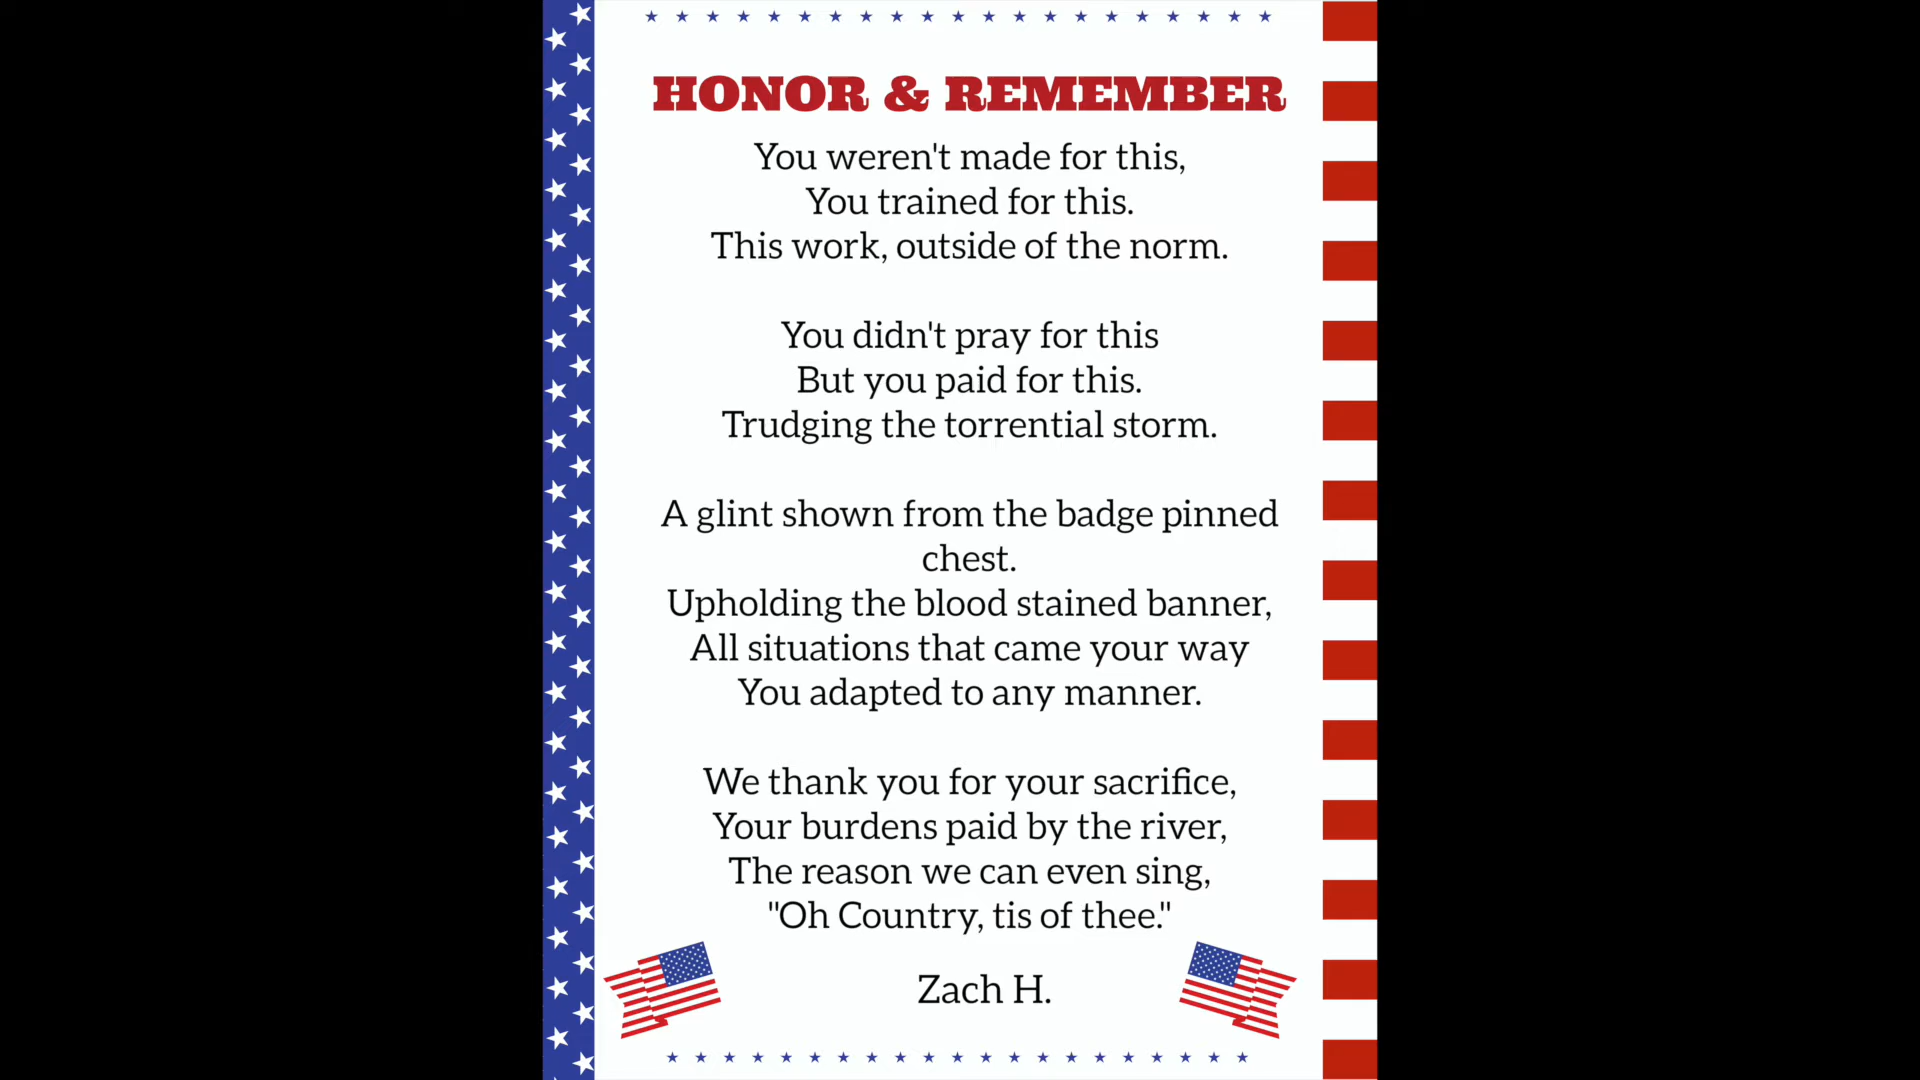 HONOR & REMEMBER
You weren't made for this,
You trained for this.
This work, outside of the norm.
You didn't pray for this
But you paid for this.
Trudging the torrential storm.
A glint shown from the badge pinned
chest.
Upholding the blood stained banner,
All situations that came your way
You adapted to any manner.
We thank you for your sacrifice,
Your burdens paid by the river,
The reason we can even sing,
"Oh Country, tis of thee."
Zach H.